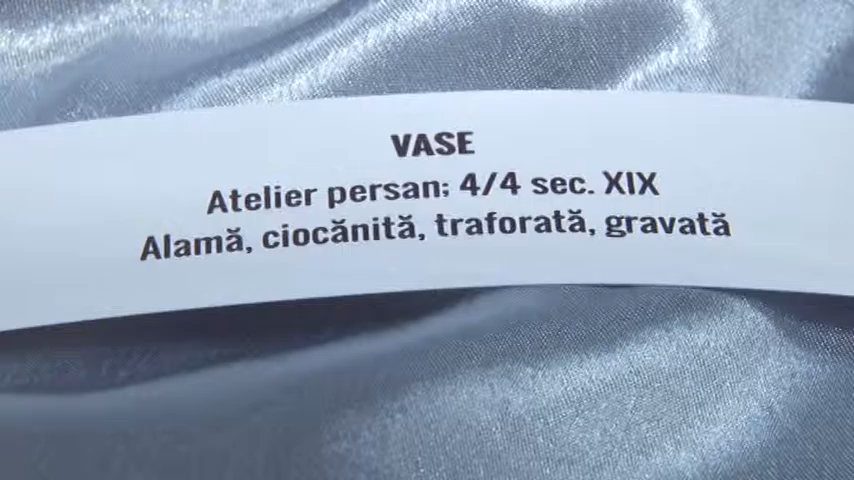 VASE
Atelier persan; 4/4 sec. XIX
Alamă, ciocănită, traforată, gravată